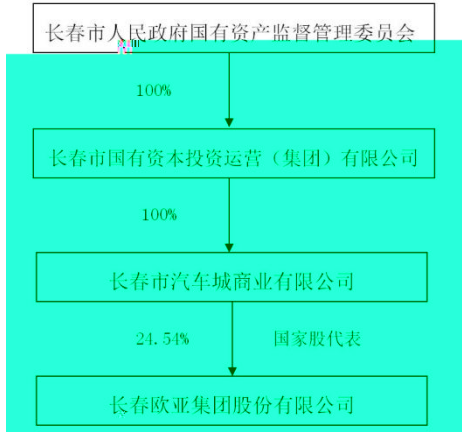 长春市人民政府国有资产监督管理委员会
100%
长春市国有资本投资运营（集团）有限公司
100%
长春市汽车城商业有限公司
24.54% 国家股代表
长春欧亚集团股份有限公司